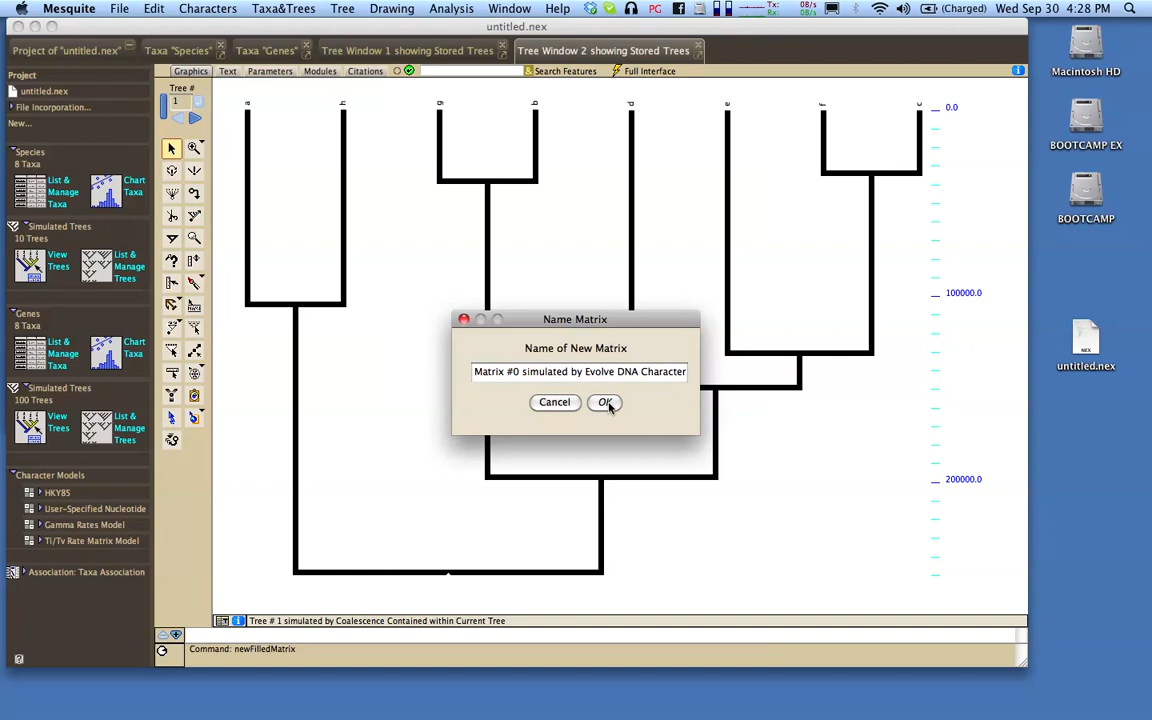 Mesquite File Edit Characters Taxa&Trees Tree Drawing Analysis Window Help PG Tx: Rx: 0B/s 0B/s (Charged) Wed Sep 30 4:28 PM
untitled.nex
Project of "untitled.nex" Taxa "Species" Taxa "Genes" Tree Window 1 showing Stored Trees Tree Window 2 showing Stored Trees
Project
untitled.nex
File Incorporation...
New...
Species
8 Taxa
List & Manage Taxa
Chart Taxa
Simulated Trees
10 Trees
View Trees
List & Manage Trees
Genes
8 Taxa
List & Manage Taxa
Chart Taxa
Simulated Trees
100 Trees
View Trees
List & Manage Trees
Character Models
HKY85
User-Specified Nucleotide
Gamma Rates Model
Ti/Tv Rate Matrix Model
Association: Taxa Association
Graphics Text Parameters Modules Citations & Search Features Full Interface
Tree #
1
a h g b d e f c
0.0
100000.0
200000.0
Name Matrix
Name of New Matrix
Matrix #0 simulated by Evolve DNA Character
Cancel OK
Tree # 1 simulated by Coalescence Contained within Current Tree
Command: newFilledMatrix
Macintosh HD
BOOTCAMP EX
BOOTCAMP
NEX
untitled.nex